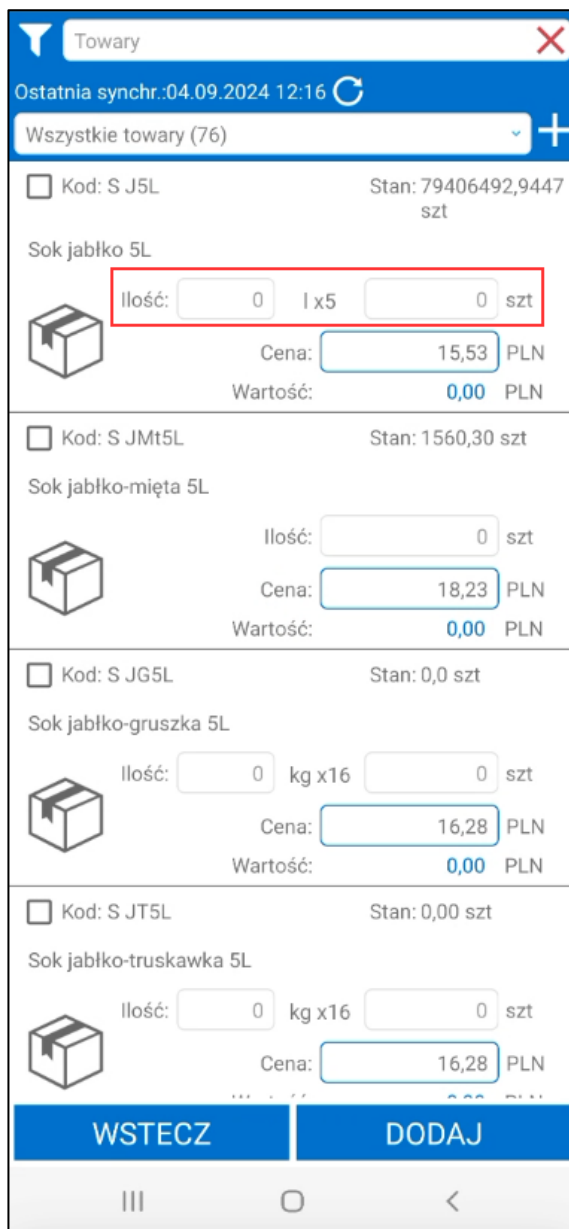 Towary
Ostatnia synchr.:04.09.2024 12:16
Wszystkie towary (76)
Kod: S J5L Stan: 79406492,9447 szt
Sok jabłko 5L
Ilość: 0 l x5 0 szt
Cena: 15,53 PLN
Wartość: 0,00 PLN
Kod: S JMt5L Stan: 1560,30 szt
Sok jabłko-mięta 5L
Ilość: 0 szt
Cena: 18,23 PLN
Wartość: 0,00 PLN
Kod: S JG5L Stan: 0,0 szt
Sok jabłko-gruszka 5L
Ilość: 0 kg x16 0 szt
Cena: 16,28 PLN
Wartość: 0,00 PLN
Kod: S JT5L Stan: 0,00 szt
Sok jabłko-truskawka 5L
Ilość: 0 kg x16 0 szt
Cena: 16,28 PLN
WSTECZ DODAJ